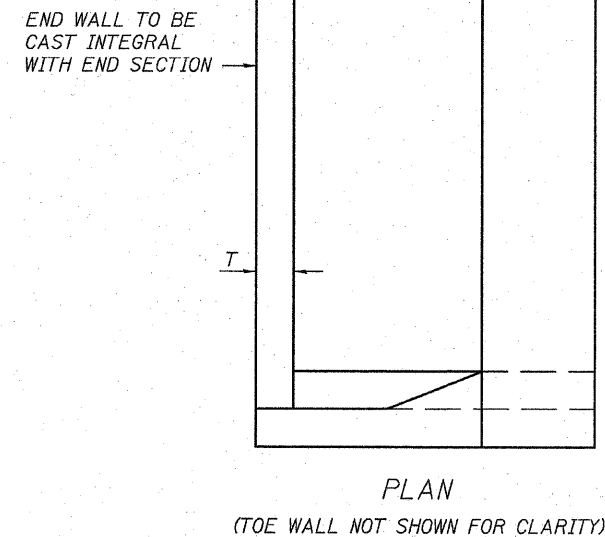 END WALL TO BE
CAST INTEGRAL
WITH END SECTION
T
PLAN
(TOE WALL NOT SHOWN FOR CLARITY)